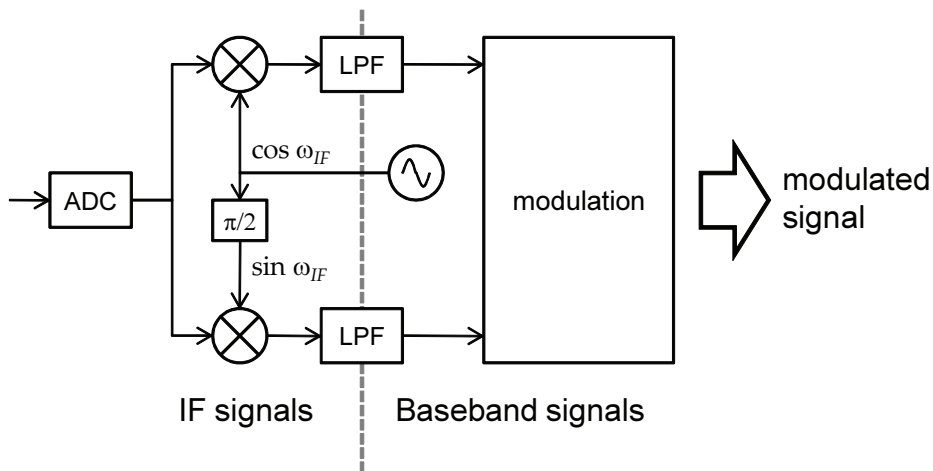 LPF
cos ω_IF
ADC
π/2
modulation
modulated
signal
sin ω_IF
LPF
IF signals
Baseband signals